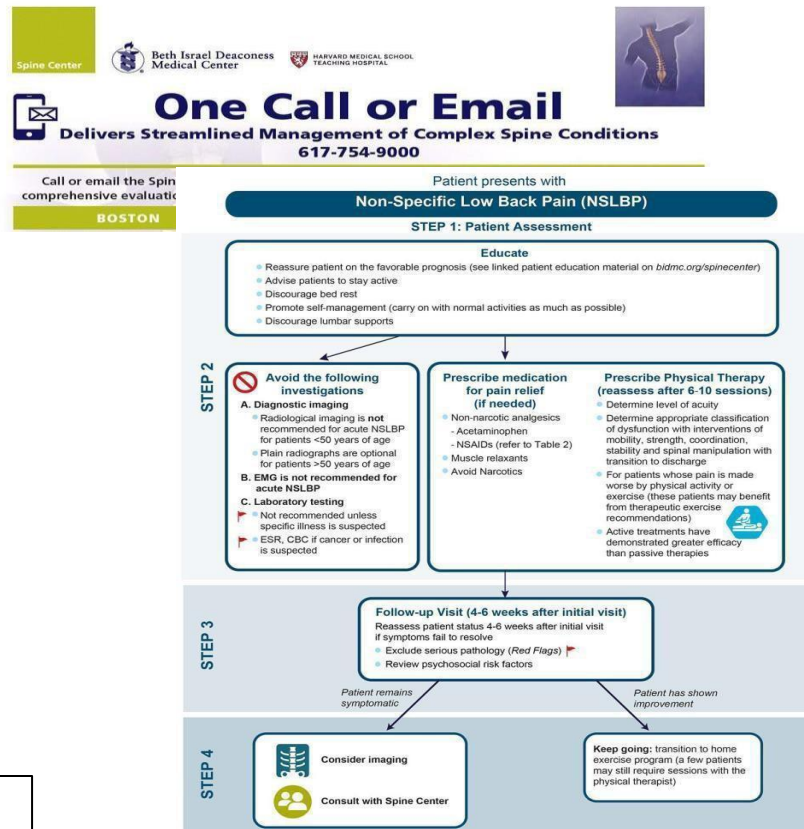 Spine Center
Beth Israel Deaconess
Medical Center
HARVARD MEDICAL SCHOOL
TEACHING HOSPITAL
One Call or Email
Delivers Streamlined Management of Complex Spine Conditions
617-754-9000
Call or email the Spin
comprehensive evaluatio
BOSTON
Patient presents with
Non-Specific Low Back Pain (NSLBP)
STEP 1: Patient Assessment
STEP 2
Educate
Reassure patient on the favorable prognosis (see linked patient education material on bidmc.org/spinecenter)
Advise patients to stay active
Discourage bed rest
Promote self-management (carry on with normal activities as much as possible)
Discourage lumbar supports
Avoid the following
investigations
A. Diagnostic imaging
Radiological imaging is not
recommended for acute NSLBP
for patients <50 years of age
Plain radiographs are optional
for patients >50 years of age
B. EMG is not recommended for
acute NSLBP
C. Laboratory testing
Not recommended unless
specific illness is suspected
ESR, CBC if cancer or infection
is suspected
Prescribe medication
for pain relief
(if needed)
Non-narcotic analgesics
- Acetaminophen
- NSAIDs (refer to Table 2)
Muscle relaxants
Avoid Narcotics
Prescribe Physical Therapy
(reassess after 6-10 sessions)
Determine level of acuity
Determine appropriate classification
of dysfunction with interventions of
mobility, strength, coordination,
stability and spinal manipulation with
transition to discharge
For patients whose pain is made
worse by physical activity or
exercise (these patients may benefit
from therapeutic exercise
recommendations)
Active treatments have
demonstrated greater efficacy
than passive therapies
STEP 3
Follow-up Visit (4-6 weeks after initial visit)
Reassess patient status 4-6 weeks after initial visit
if symptoms fail to resolve
Exclude serious pathology (Red Flags)
Review psychosocial risk factors
Patient remains
symptomatic
Patient has shown
improvement
STEP 4
Consider imaging
Consult with Spine Center
Keep going: transition to home
exercise program (a few patients
may still require sessions with the
physical therapist)